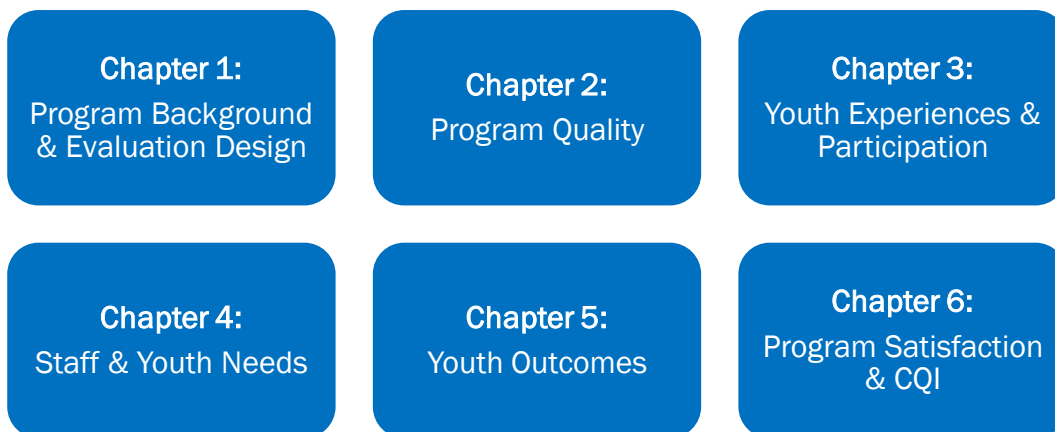 Chapter 1:
Program Background
& Evaluation Design
Chapter 2:
Program Quality
Chapter 3:
Youth Experiences &
Participation
Chapter 4:
Staff & Youth Needs
Chapter 5:
Youth Outcomes
Chapter 6:
Program Satisfaction
& CQI